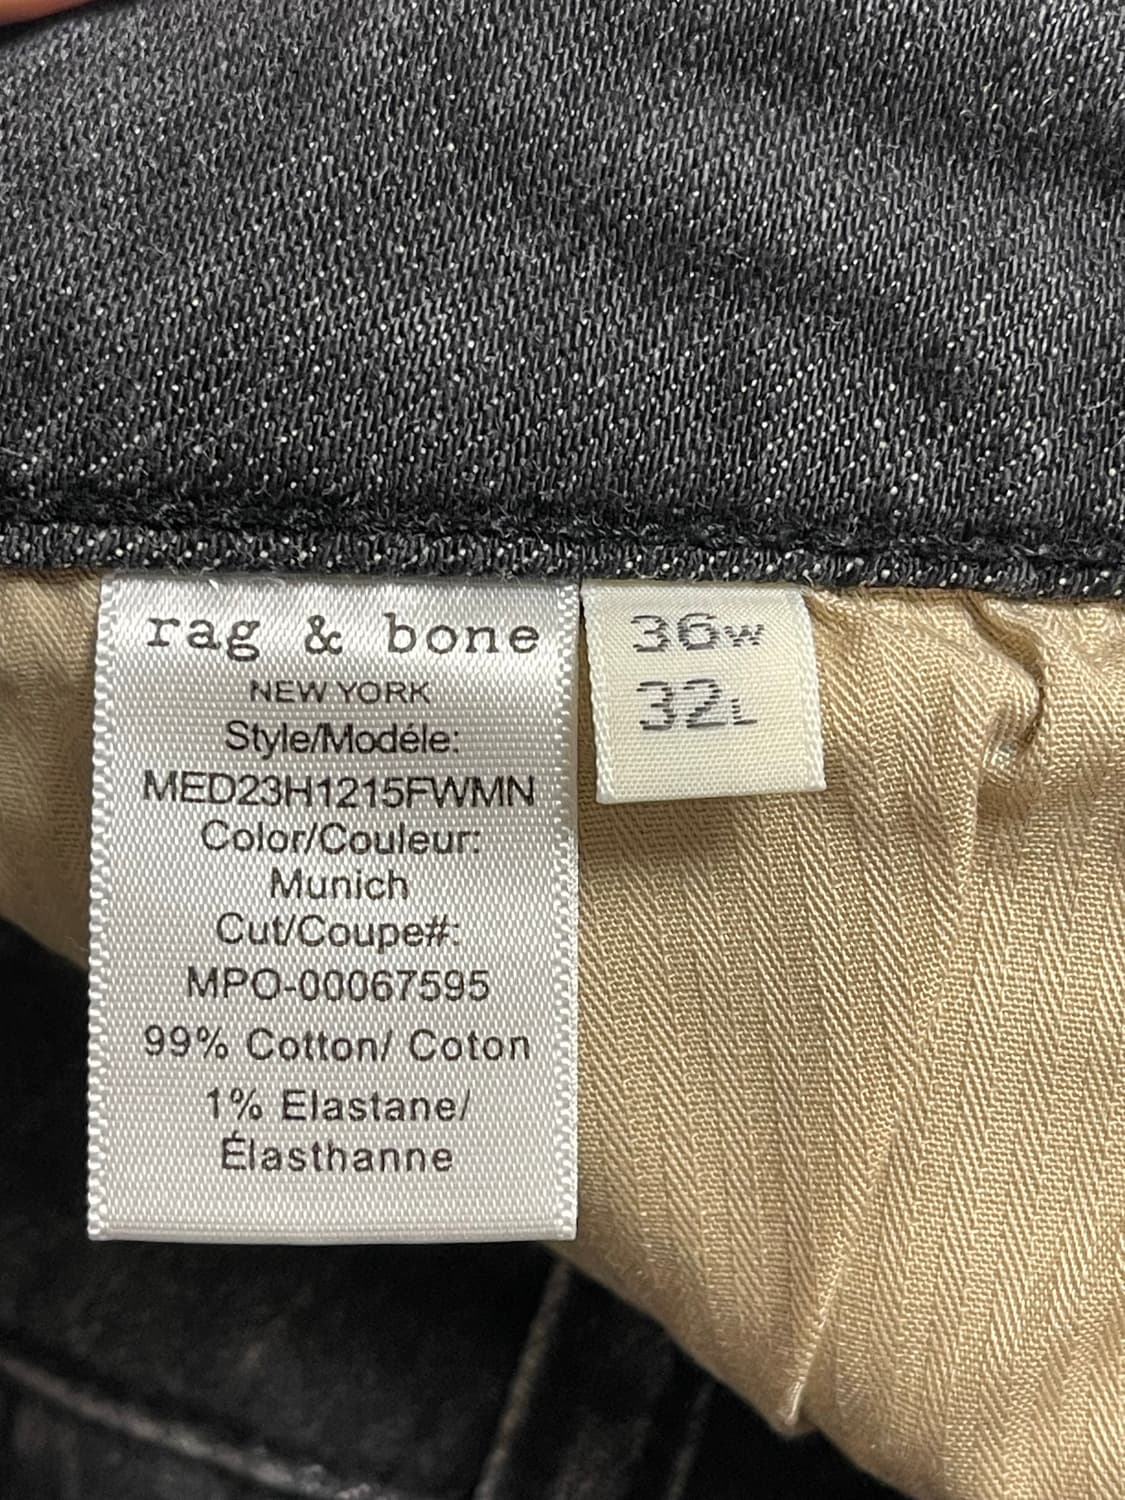 rag & bone
NEW YORK
Style/Modéle:
MED23H1215FWMN
Color/Couleur:
Munich
Cut/Coupe#:
MPO-00067595
99% Cotton/ Coton
1% Elastane/
Élasthanne
36W
32L